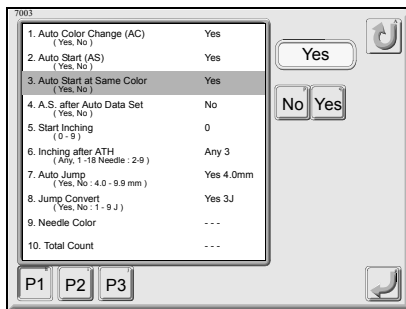 7003
1. Auto Color Change (AC) Yes
( Yes, No )
2. Auto Start (AS) Yes
( Yes, No )
3. Auto Start at Same Color Yes
( Yes, No )
4. A.S. after Auto Data Set No
( Yes, No )
5. Start Inching 0
( 0 - 9 )
6. Inching after ATH Any 3
( Any, 1 -18 Needle : 2-9 )
7. Auto Jump Yes 4.0mm
( Yes, No : 4.0 - 9.9 mm )
8. Jump Convert Yes 3J
( Yes, No : 1 - 9 J )
9. Needle Color - - -
10. Total Count - - -
Yes
No Yes
P1 P2 P3